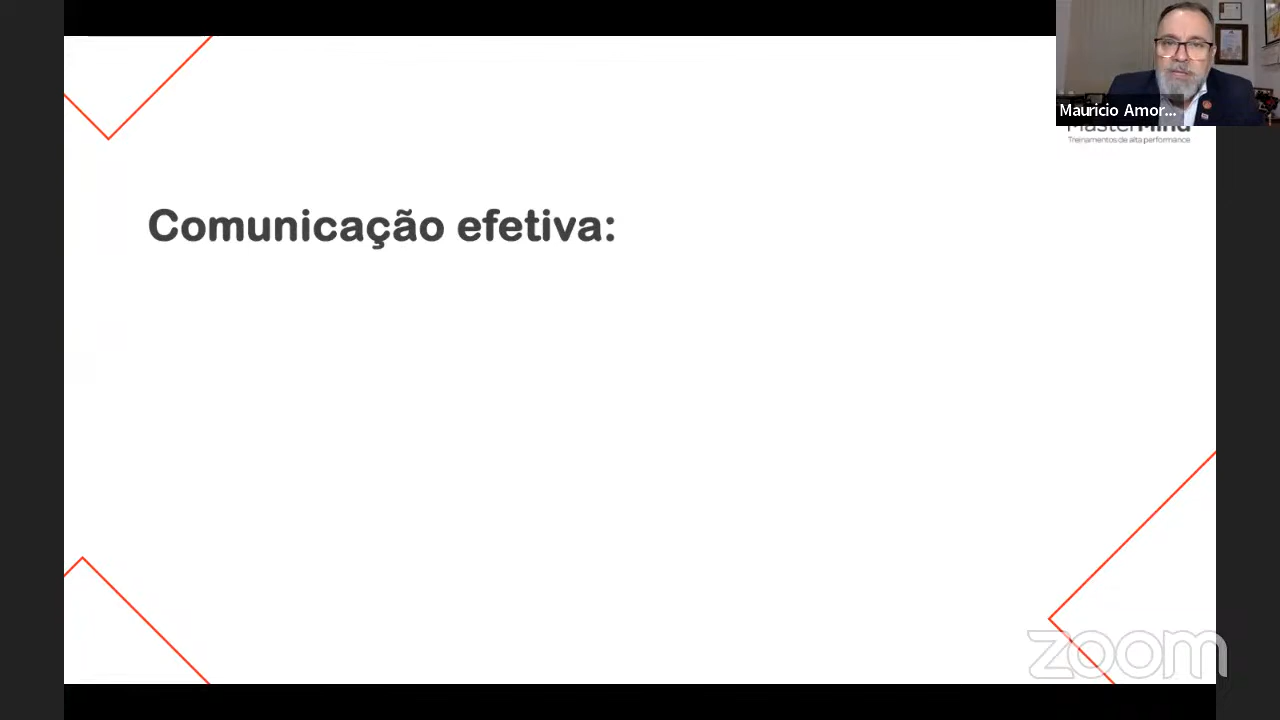 Mauricio Amor...
MasterMind
Treinamentos de alta performance
Comunicação efetiva:
zoom